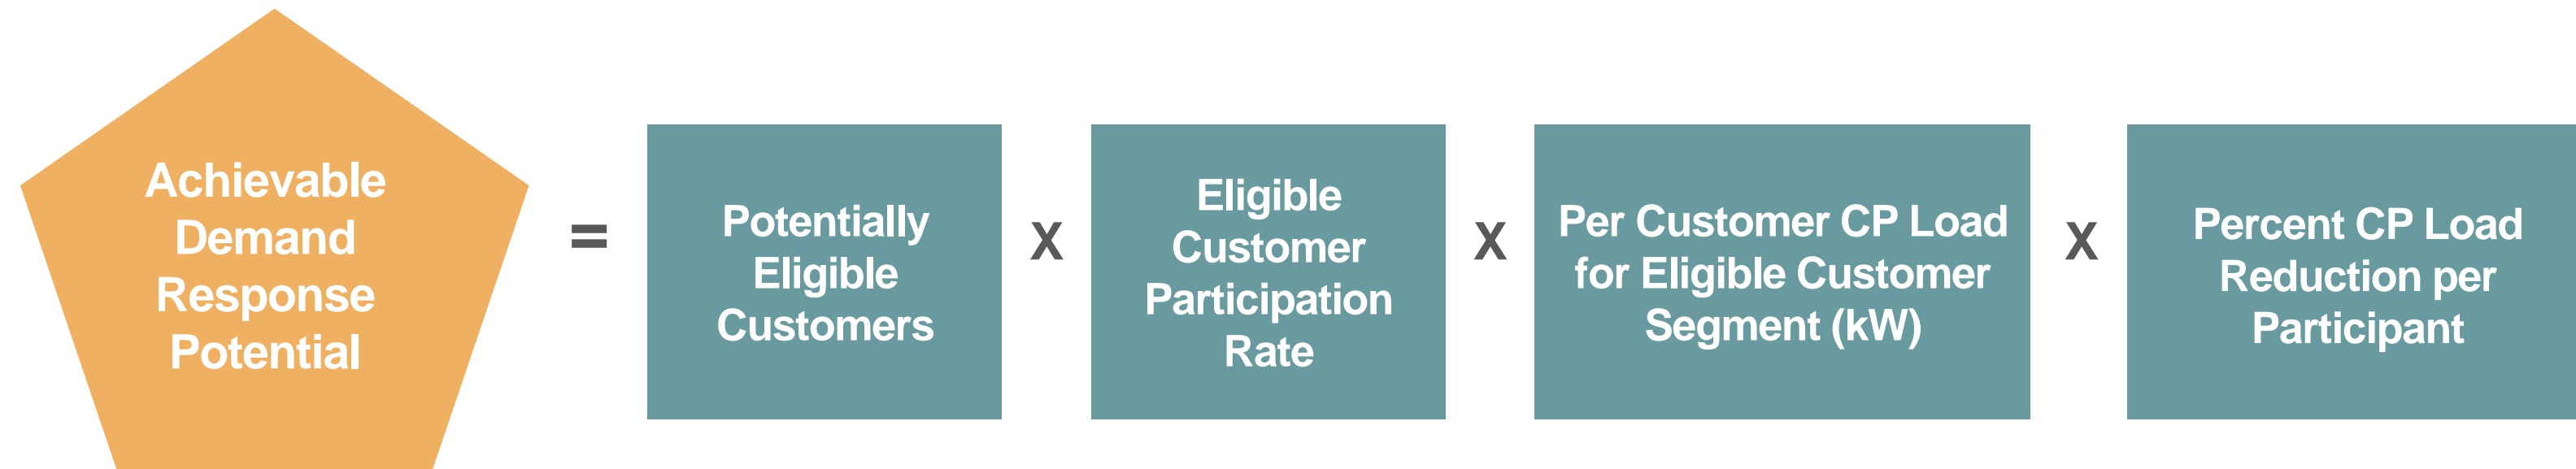 Achievable
Demand
Response
Potential
=
Potentially
Eligible
Customers
x
Eligible
Customer
Participation
Rate
x
Per Customer CP Load
for Eligible Customer
Segment (kW)
x
Percent CP Load
Reduction per
Participant